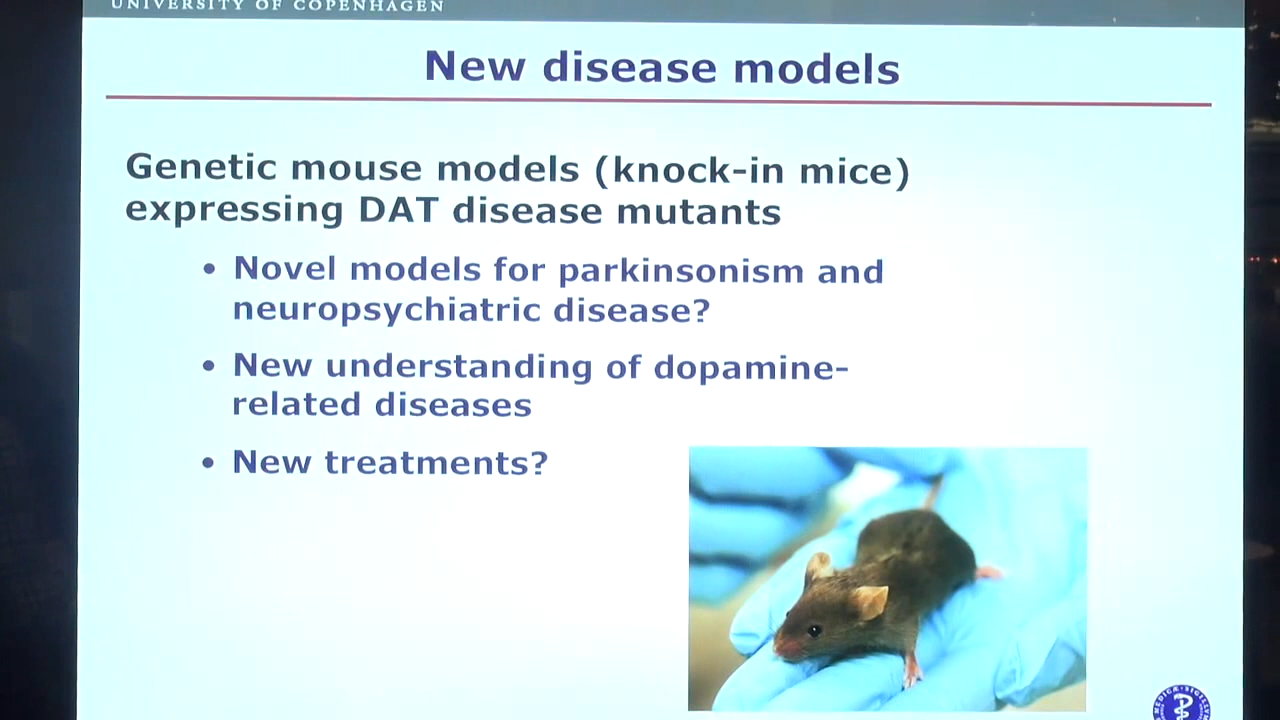 UNIVERSITY OF COPENHAGEN
New disease models
Genetic mouse models (knock-in mice)
expressing DAT disease mutants
• Novel models for parkinsonism and
neuropsychiatric disease?
• New understanding of dopamine-
related diseases
• New treatments?